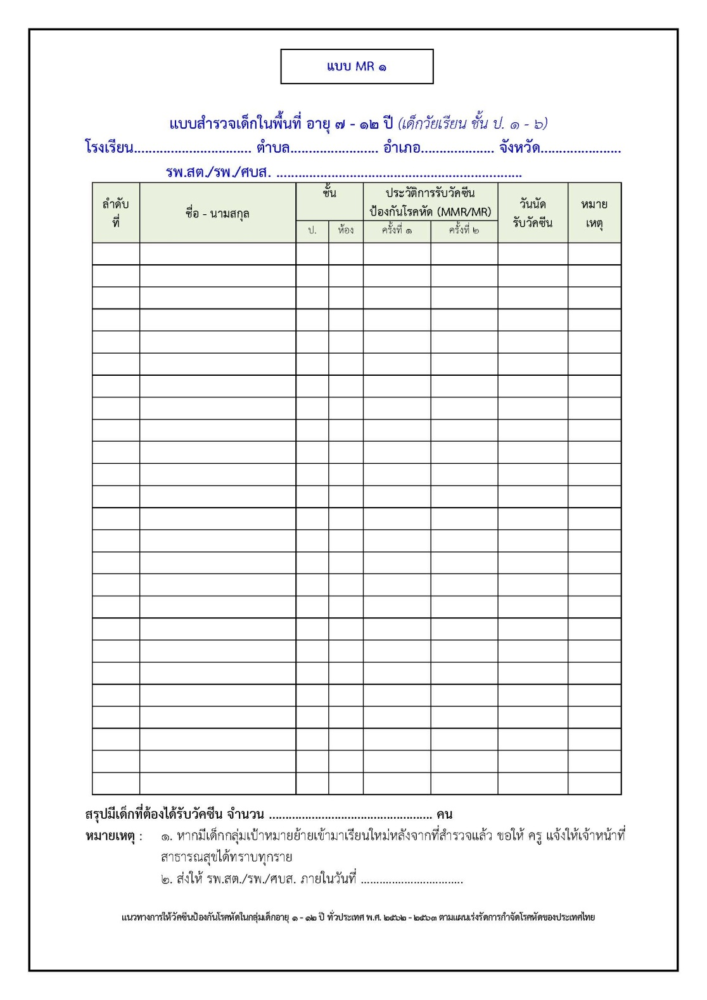 แบบ MR ๑
แบบสำรวจเด็กในพื้นที่ อายุ ๗ - ๑๒ ปี (เด็กวัยเรียน ชั้น ป. ๑ - ๖)
โรงเรียน................................ ตำบล........................ อำเภอ.................... จังหวัด......................
รพ.สต./รพ./ศบส. ...................................................................
ลำดับ
ที่
ชื่อ - นามสกุล
ชั้น
ป.
ห้อง
ประวัติการรับวัคซีน
ป้องกันโรคหัด (MMR/MR)
ครั้งที่ ๑
ครั้งที่ ๒
วันนัด
รับวัคซีน
หมาย
เหตุ
สรุปมีเด็กที่ต้องได้รับวัคซีน จำนวน ................................................ คน
หมายเหตุ : ๑. หากมีเด็กกลุ่มเป้าหมายย้ายเข้ามาเรียนใหม่หลังจากที่สำรวจแล้ว ขอให้ ครู แจ้งให้เจ้าหน้าที่
สาธารณสุขได้ทราบทุกราย
๒. ส่งให้ รพ.สต./รพ./ศบส. ภายในวันที่ .................................
แนวทางการให้วัคซีนป้องกันโรคหัดในกลุ่มเด็กอายุ ๑ - ๑๒ ปี ทั่วประเทศ พ.ศ. ๒๕๖๒ - ๒๕๖๓ ตามแผนเร่งรัดการกำจัดโรคหัดของประเทศไทย